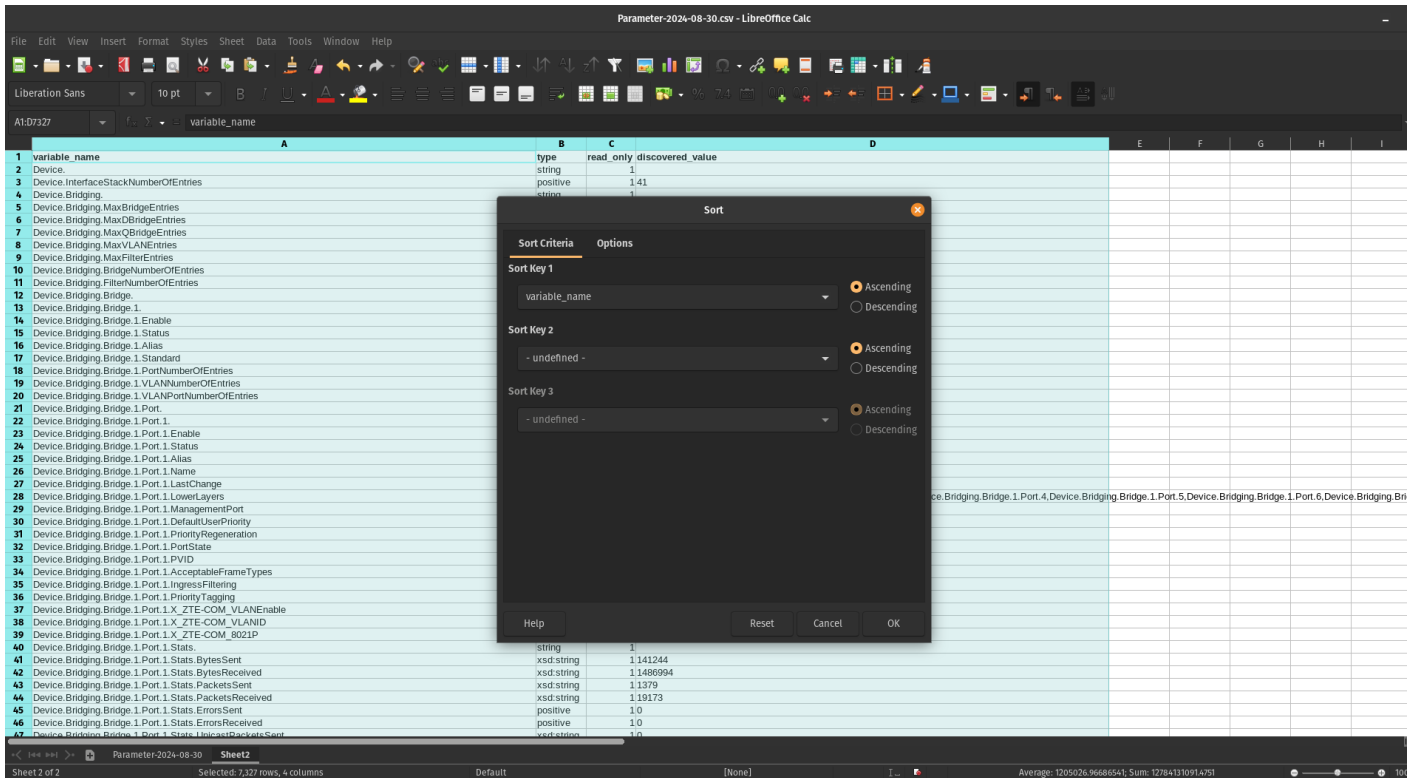 Parameter-2024-08-30.csv - LibreOffice Calc
File Edit View Insert Format Styles Sheet Data Tools Window Help
Liberation Sans 10 pt
A1:D7327 variable_name
A B C D E F G H I
1 variable_name type read_only discovered_value
2 Device. string 1
3 Device.InterfaceStackNumberOfEntries positive 1 41
4 Device.Bridging. string 1
5 Device.Bridging.MaxBridgeEntries
6 Device.Bridging.MaxDBridgeEntries
7 Device.Bridging.MaxQBridgeEntries
8 Device.Bridging.MaxVLANEntries
9 Device.Bridging.MaxFilterEntries
10 Device.Bridging.BridgeNumberOfEntries
11 Device.Bridging.FilterNumberOfEntries
12 Device.Bridging.Bridge.
13 Device.Bridging.Bridge.1.
14 Device.Bridging.Bridge.1.Enable
15 Device.Bridging.Bridge.1.Status
16 Device.Bridging.Bridge.1.Alias
17 Device.Bridging.Bridge.1.Standard
18 Device.Bridging.Bridge.1.PortNumberOfEntries
19 Device.Bridging.Bridge.1.VLANNumberOfEntries
20 Device.Bridging.Bridge.1.VLANPortNumberOfEntries
21 Device.Bridging.Bridge.1.Port.
22 Device.Bridging.Bridge.1.Port.1.
23 Device.Bridging.Bridge.1.Port.1.Enable
24 Device.Bridging.Bridge.1.Port.1.Status
25 Device.Bridging.Bridge.1.Port.1.Alias
26 Device.Bridging.Bridge.1.Port.1.Name
27 Device.Bridging.Bridge.1.Port.1.LastChange
28 Device.Bridging.Bridge.1.Port.1.LowerLayers ce.Bridging.Bridge.1.Port.4,Device.Bridging.Bridge.1.Port.5,Device.Bridging.Bridge.1.Port.6,Device.Bridging.Bri
29 Device.Bridging.Bridge.1.Port.1.ManagementPort
30 Device.Bridging.Bridge.1.Port.1.DefaultUserPriority
31 Device.Bridging.Bridge.1.Port.1.PriorityRegeneration
32 Device.Bridging.Bridge.1.Port.1.PortState
33 Device.Bridging.Bridge.1.Port.1.PVID
34 Device.Bridging.Bridge.1.Port.1.AcceptableFrameTypes
35 Device.Bridging.Bridge.1.Port.1.IngressFiltering
36 Device.Bridging.Bridge.1.Port.1.PriorityTagging
37 Device.Bridging.Bridge.1.Port.1.X_ZTE-COM_VLANEnable
38 Device.Bridging.Bridge.1.Port.1.X_ZTE-COM_VLANID
39 Device.Bridging.Bridge.1.Port.1.X_ZTE-COM_8021P
40 Device.Bridging.Bridge.1.Port.1.Stats. string 1
41 Device.Bridging.Bridge.1.Port.1.Stats.BytesSent xsd:string 1 141244
42 Device.Bridging.Bridge.1.Port.1.Stats.BytesReceived xsd:string 1 1486994
43 Device.Bridging.Bridge.1.Port.1.Stats.PacketsSent xsd:string 1 1379
44 Device.Bridging.Bridge.1.Port.1.Stats.PacketsReceived xsd:string 1 19173
45 Device.Bridging.Bridge.1.Port.1.Stats.ErrorsSent positive 1 0
46 Device.Bridging.Bridge.1.Port.1.Stats.ErrorsReceived positive 1 0
47 Device.Bridging.Bridge.1.Port.1.Stats.UnicastPacketsSent xsd:string 1 0
Sort
Sort Criteria Options
Sort Key 1
variable_name
Ascending
Descending
Sort Key 2
- undefined -
Ascending
Descending
Sort Key 3
- undefined -
Ascending
Descending
Help Reset Cancel OK
Parameter-2024-08-30 Sheet2
Sheet 2 of 2 Selected: 7,327 rows, 4 columns Default [None] Average: 1205026.96686541; Sum: 12784131091.4751 100